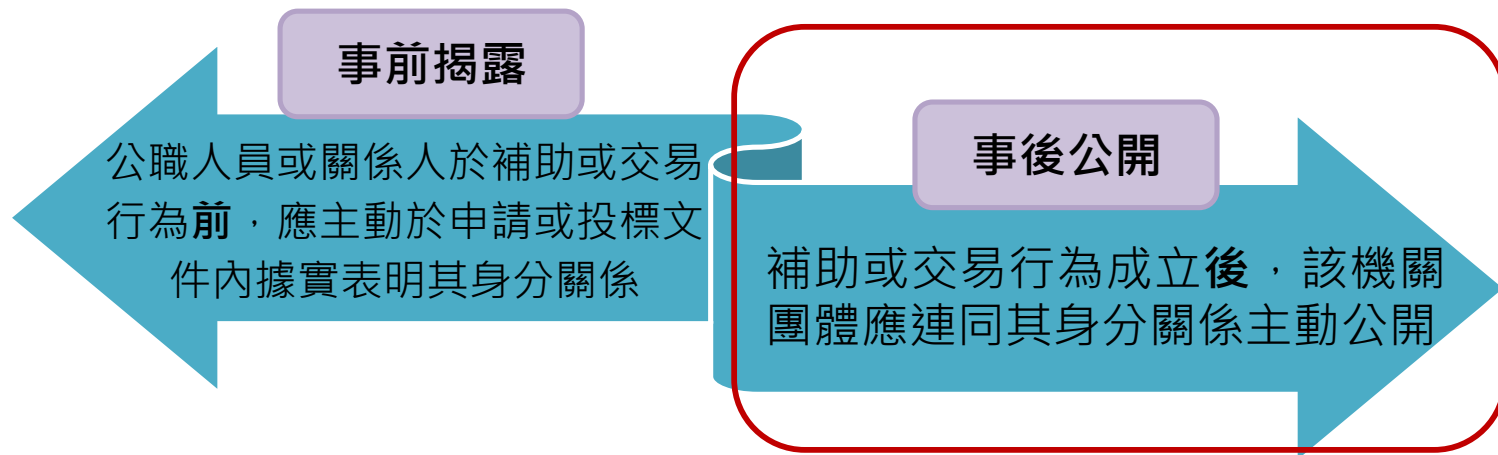 事前揭露
公職人員或關係人於補助或交易
行為前，應主動於申請或投標文
件內據實表明其身分關係
事後公開
補助或交易行為成立後，該機關
團體應連同其身分關係主動公開